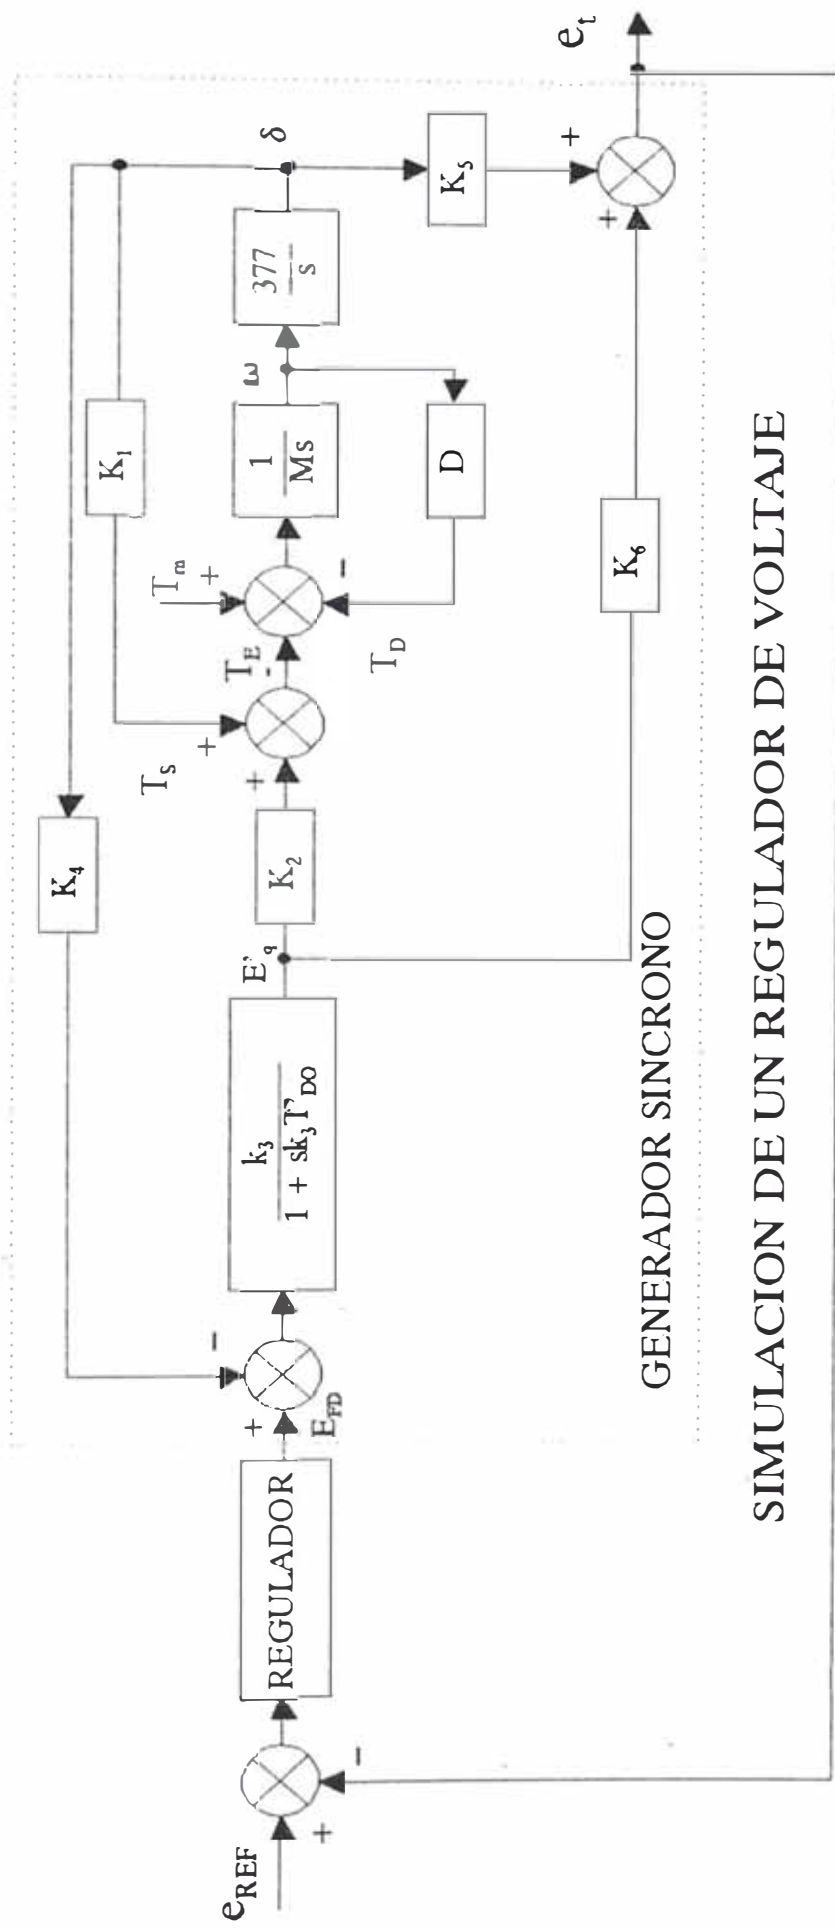 e_REF
+
-
REGULADOR
+
-
E_FD
k_3
1 + sk_3T'_DO
E'_q
K_4
K_2
+
+
T_S
K_1
T_E
-
T_m
+
-
T_D
1
Ms
ω
D
377
s
δ
K_5
K_6
+
+
e_t
GENERADOR SINCRONO
SIMULACION DE UN REGULADOR DE VOLTAJE